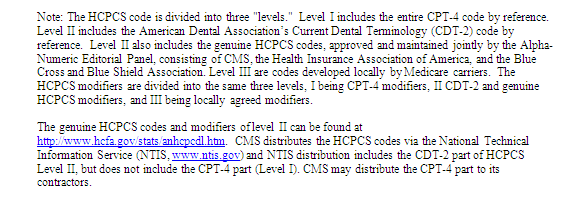 Note: The HCPCS code is divided into three "levels."  Level I includes the entire CPT-4 code by reference.
Level II includes the American Dental Association's Current Dental Terminology (CDT-2) code by
reference.  Level II also includes the genuine HCPCS codes, approved and maintained jointly by the Alpha-
Numeric Editorial Panel, consisting of CMS, the Health Insurance Association of America, and the Blue
Cross and Blue Shield Association. Level III are codes developed locally by Medicare carriers.  The
HCPCS modifiers are divided into the same three levels, I being CPT-4 modifiers, II CDT-2 and genuine
HCPCS modifiers, and III being locally agreed modifiers.

The genuine HCPCS codes and modifiers of level II can be found at
http://www.hcfa.gov/stats/anhcpcdl.htm.  CMS distributes the HCPCS codes via the National Technical
Information Service (NTIS, www.ntis.gov) and NTIS distribution includes the CDT-2 part of HCPCS
Level II, but does not include the CPT-4 part (Level I). CMS may distribute the CPT-4 part to its
contractors.